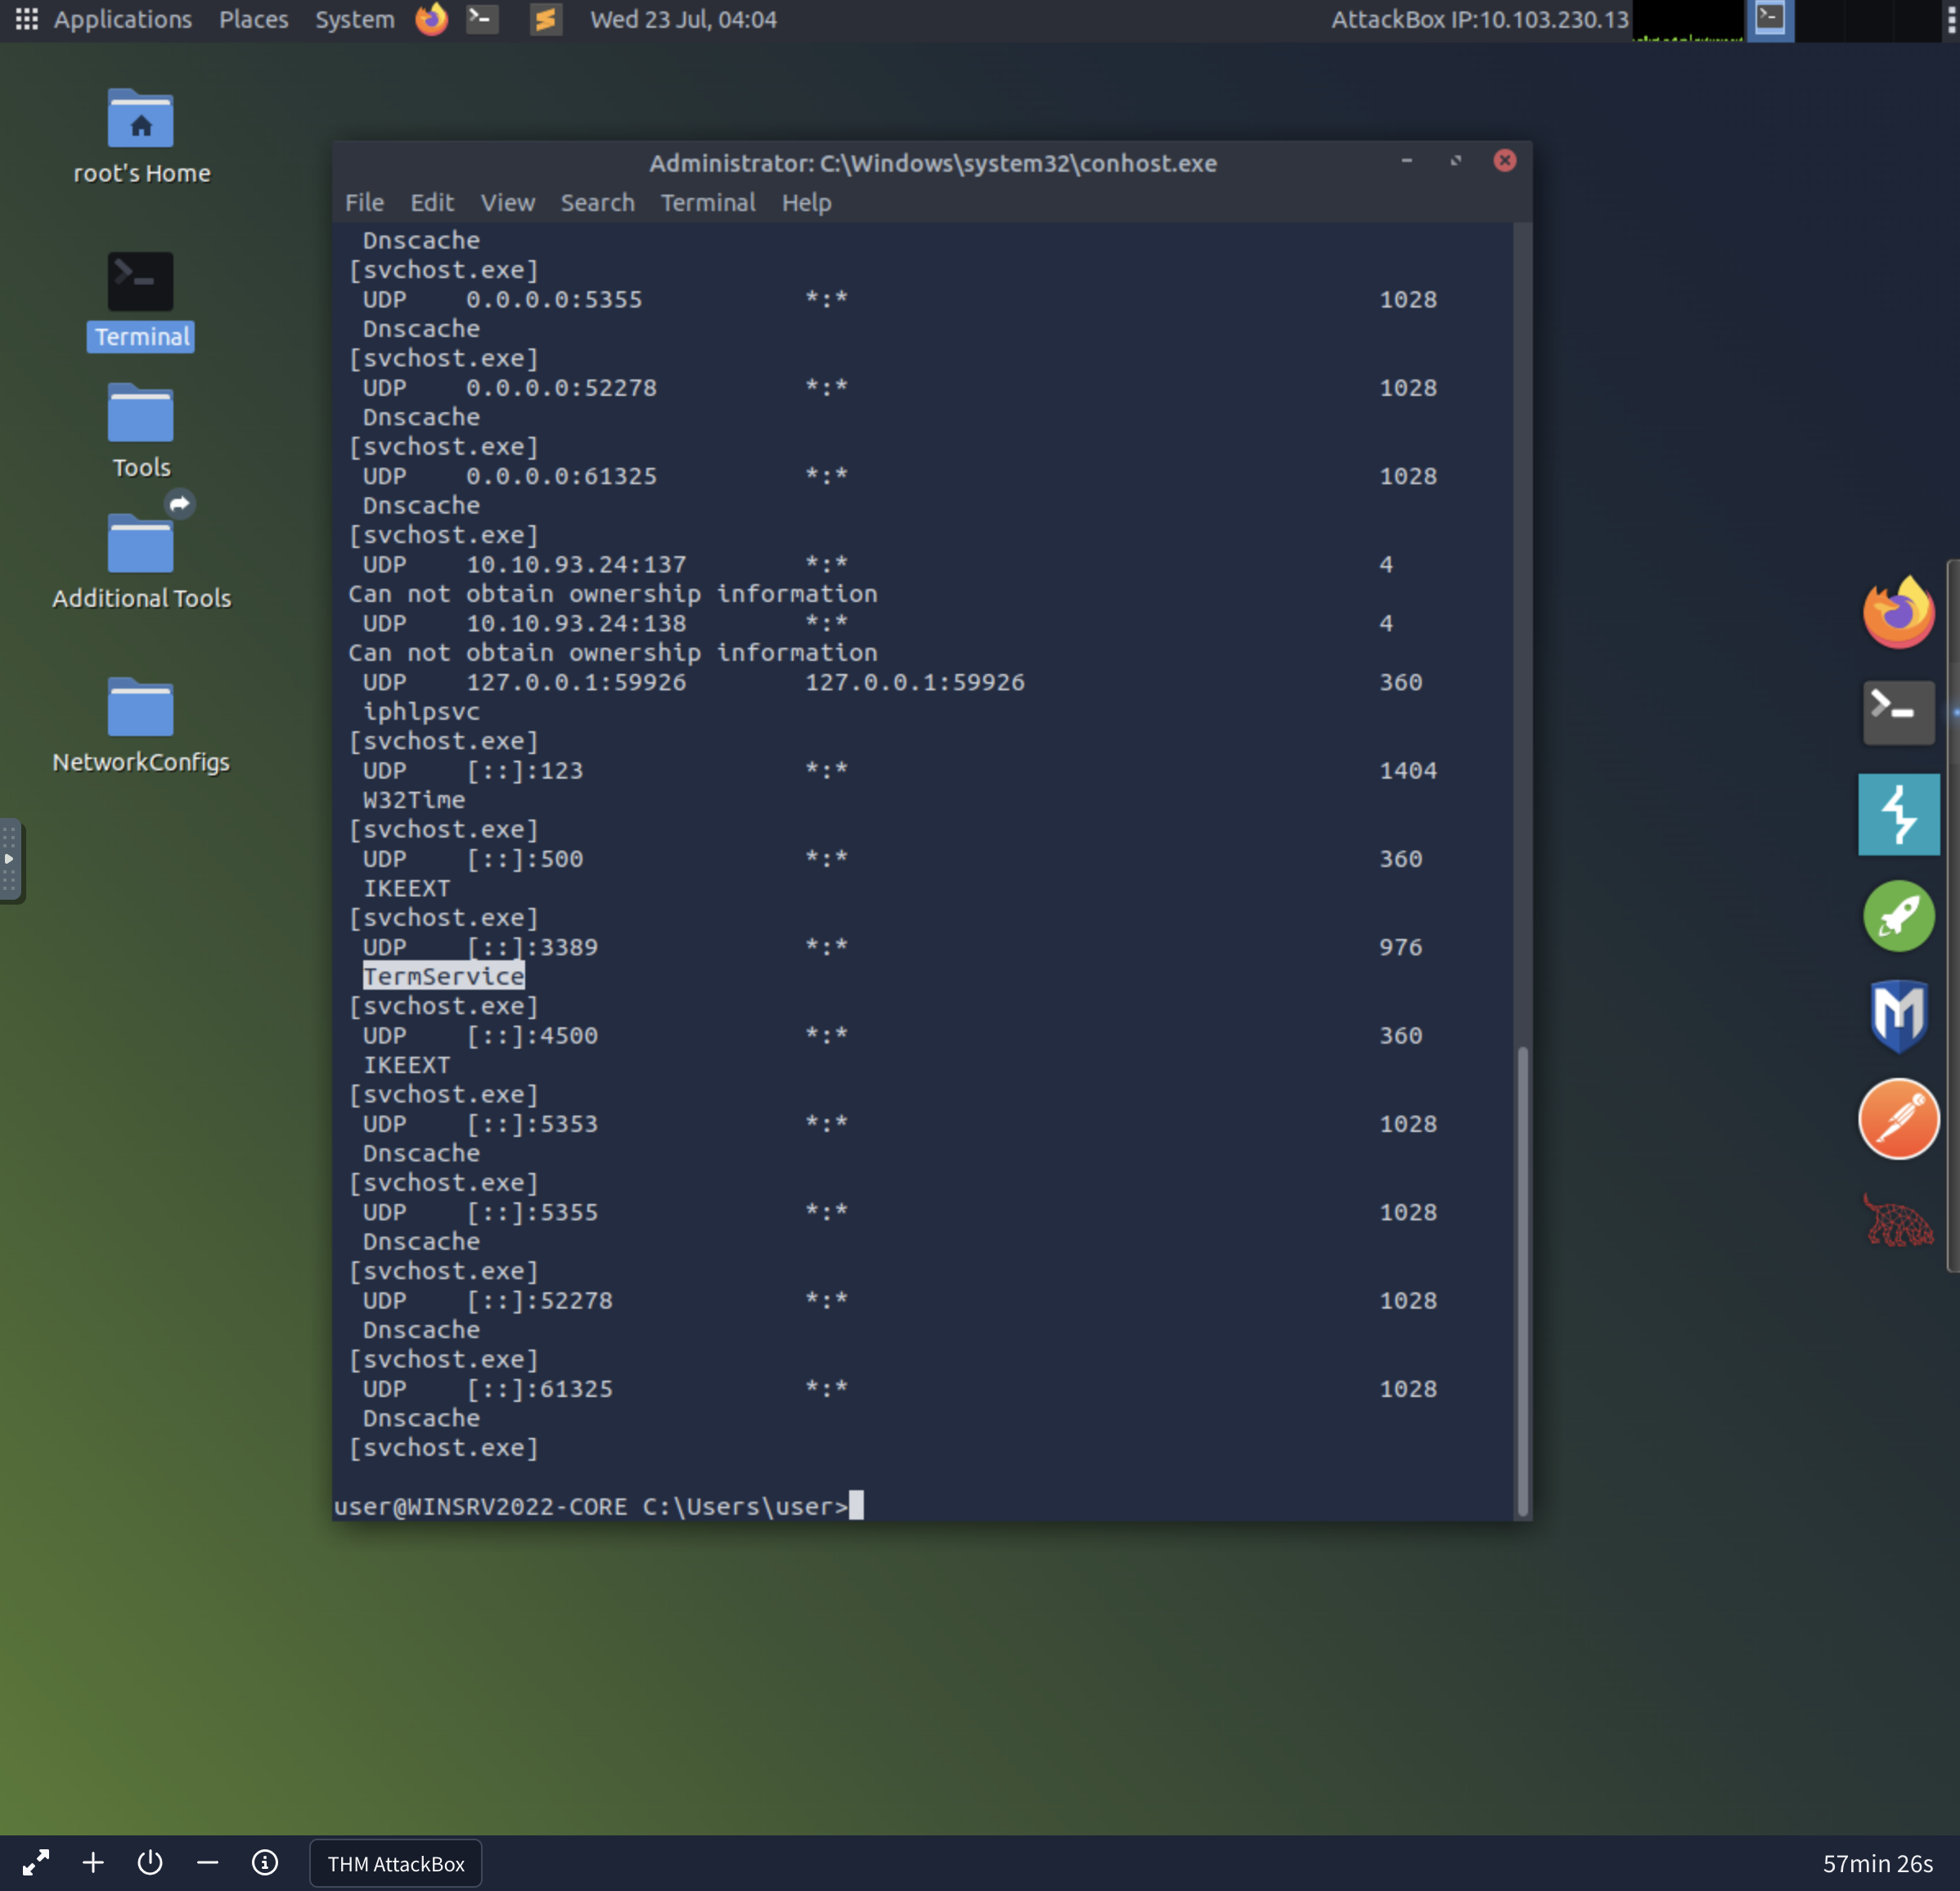 Applications Places System Wed 23 Jul, 04:04 AttackBox IP:10.103.230.13
root's Home
Terminal
Tools
Additional Tools
NetworkConfigs
Administrator: C:\Windows\system32\conhost.exe
File Edit View Search Terminal Help
Dnscache
[svchost.exe]
UDP 0.0.0.0:5355 *:* 1028
Dnscache
[svchost.exe]
UDP 0.0.0.0:52278 *:* 1028
Dnscache
[svchost.exe]
UDP 0.0.0.0:61325 *:* 1028
Dnscache
[svchost.exe]
UDP 10.10.93.24:137 *:* 4
Can not obtain ownership information
UDP 10.10.93.24:138 *:* 4
Can not obtain ownership information
UDP 127.0.0.1:59926 127.0.0.1:59926 360
iphlpsvc
[svchost.exe]
UDP [::]:123 *:* 1404
W32Time
[svchost.exe]
UDP [::]:500 *:* 360
IKEEXT
[svchost.exe]
UDP [::]:3389 *:* 976
TermService
[svchost.exe]
UDP [::]:4500 *:* 360
IKEEXT
[svchost.exe]
UDP [::]:5353 *:* 1028
Dnscache
[svchost.exe]
UDP [::]:5355 *:* 1028
Dnscache
[svchost.exe]
UDP [::]:52278 *:* 1028
Dnscache
[svchost.exe]
UDP [::]:61325 *:* 1028
Dnscache
[svchost.exe]
user@WINSRV2022-CORE C:\Users\user>
THM AttackBox 57min 26s